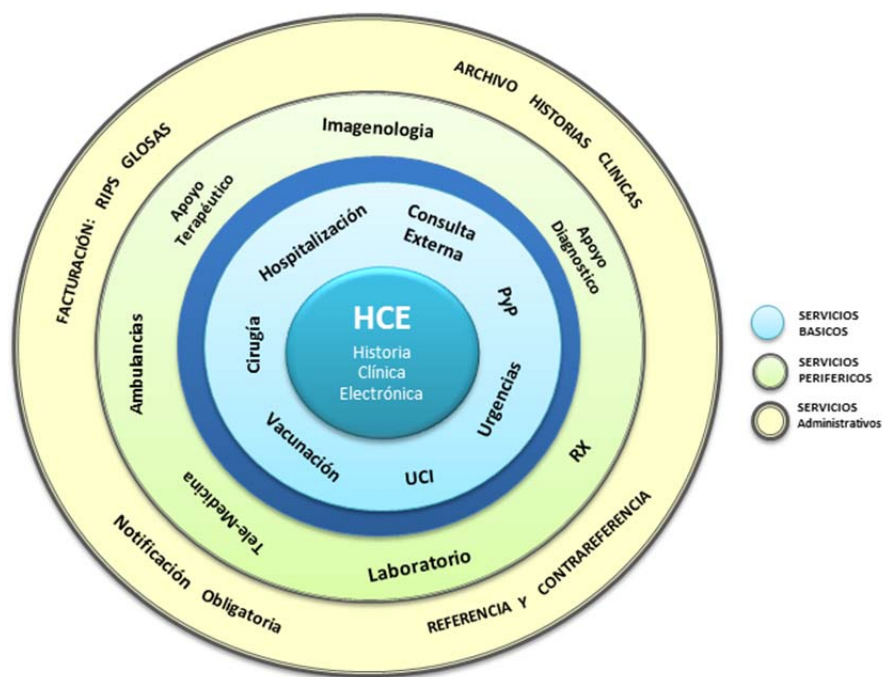 ARCHIVO HISTORIAS CLINICAS
FACTURACIÓN: RIPS GLOSAS
Imagenologia
Apoyo
Terapéutico
Apoyo
Diagnostico
Hospitalización
Consulta
Externa
PyP
Cirugía
HCE
Historia
Clínica
Electrónica
Ambulancias
Urgencias
Vacunación
UCI
RX
Tele-Medicina
Laboratorio
Notificación Obligatoria
REFERENCIA Y CONTRAREFERENCIA
SERVICIOS
BASICOS
SERVICIOS
PERIFERICOS
SERVICIOS
Administrativos